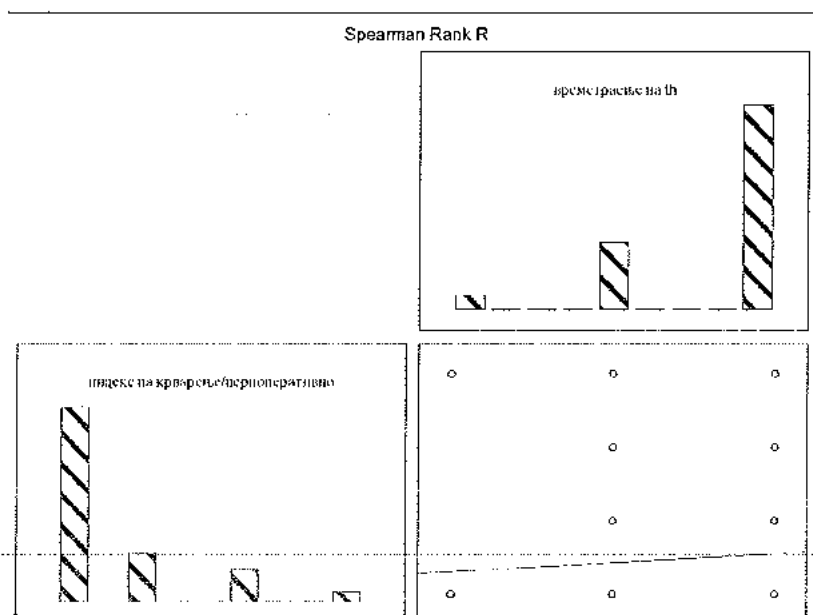 Spearman Rank R
времетраење на th
индекс на крварење/периоперативно